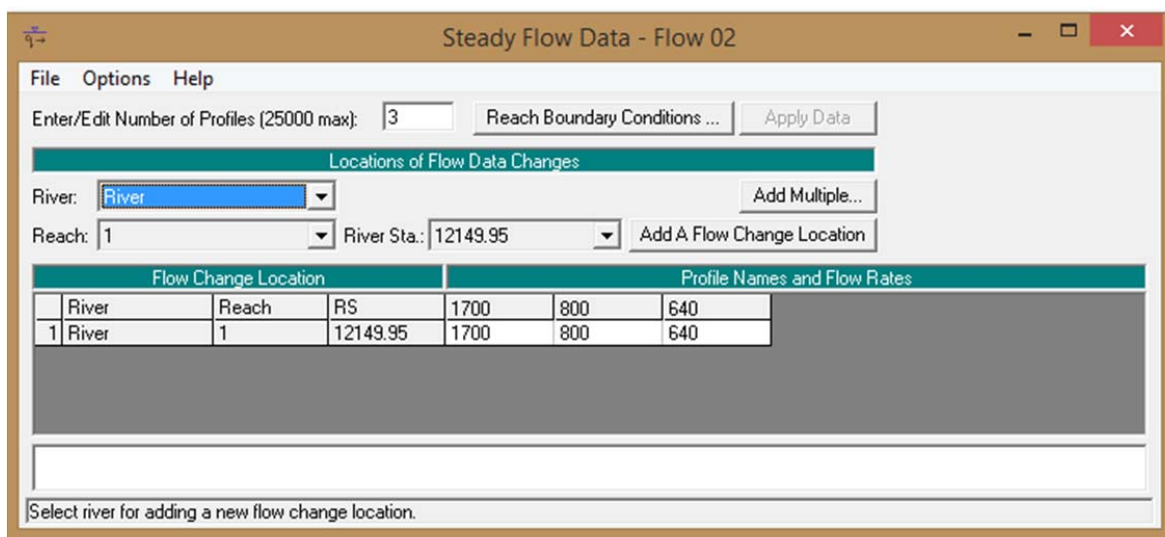 Steady Flow Data - Flow 02
File Options Help
Enter/Edit Number of Profiles (25000 max): 3 Reach Boundary Conditions ... Apply Data
Locations of Flow Data Changes
River: River Add Multiple...
Reach: 1 River Sta.: 12149.95 Add A Flow Change Location
Flow Change Location Profile Names and Flow Rates
River Reach RS 1700 800 640
1 River 1 12149.95 1700 800 640
Select river for adding a new flow change location.